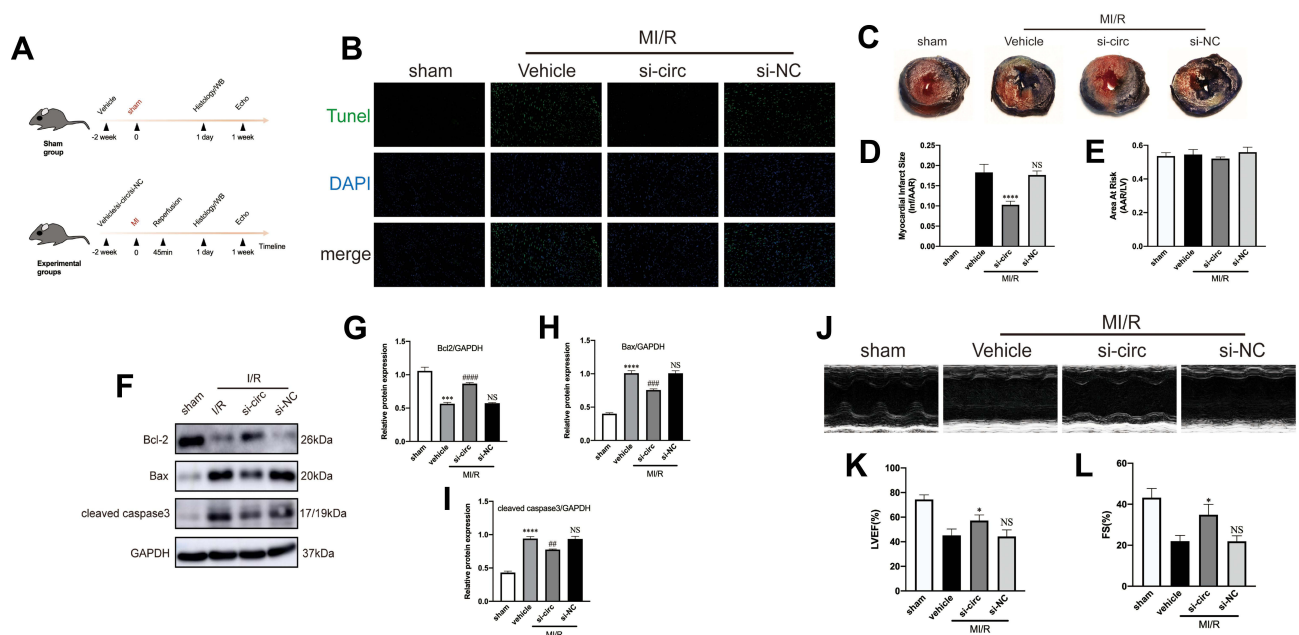 A
Vehicle
sham
Histology/WB
Echo
-2 week
0
1 day
1 week
Sham group
Vehicle/si-circ/si-NC
MI
Reperfusion
Histology/WB
Echo
-2 week
0
45min
1 day
1 week
Timeline
Experimental groups
B
MI/R
sham
Vehicle
si-circ
si-NC
Tunel
DAPI
merge
C
MI/R
sham
Vehicle
si-circ
si-NC
D
Myocardial Infarct Size
(Inf/AAR)
0.25
0.20
0.15
0.10
0.05
0.00
****
NS
sham
vehicle
si-circ
si-NC
MI/R
E
Area At Risk
(AAR/LV)
0.6
0.4
0.2
0.0
sham
vehicle
si-circ
si-NC
MI/R
F
I/R
sham
I/R
si-circ
si-NC
Bcl-2
26kDa
Bax
20kDa
cleaved caspase3
17/19kDa
GAPDH
37kDa
G
Bcl2/GAPDH
Relative protein expression
1.5
1.0
0.5
0.0
***
####
NS
sham
vehicle
si-circ
si-NC
MI/R
H
Bax/GAPDH
Relative protein expression
1.5
1.0
0.5
0.0
****
###
NS
sham
vehicle
si-circ
si-NC
MI/R
I
cleaved caspase3/GAPDH
Relative protein expression
1.5
1.0
0.5
0.0
****
##
NS
sham
vehicle
si-circ
si-NC
MI/R
J
MI/R
sham
Vehicle
si-circ
si-NC
K
LVEF(%)
100
80
60
40
20
0
*
NS
sham
vehicle
si-circ
si-NC
MI/R
L
FS(%)
60
40
20
0
*
NS
sham
vehicle
si-circ
si-NC
MI/R